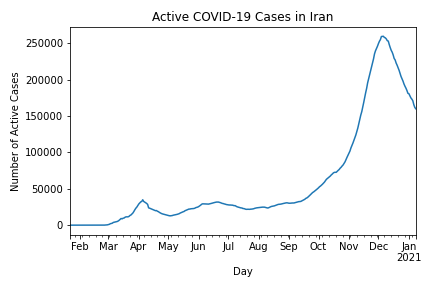 Active COVID-19 Cases in Iran
Number of Active Cases
250000
200000
150000
100000
50000
0
Feb Mar Apr May Jun Jul Aug Sep Oct Nov Dec Jan
2021
Day